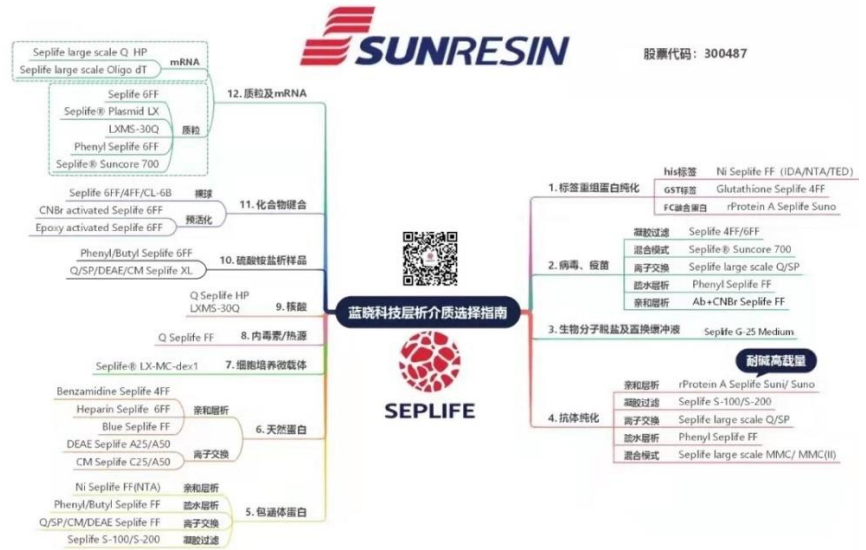 SUNRESIN
股票代码：300487
蓝晓科技层析介质选择指南
SEPLIFE
1. 标签重组蛋白纯化
his标签 Ni Seplife FF（IDA/NTA/TED）
GST标签 Glutathione Seplife 4FF
FC融合蛋白 rProtein A Seplife Suno
2. 病毒、疫苗
凝胶过滤 Seplife 4FF/6FF
混合模式 Seplife® Suncore 700
离子交换 Seplife large scale Q/SP
疏水层析 Phenyl Seplife FF
亲和层析 Ab+CNBr Seplife FF
3. 生物分子脱盐及置换缓冲液 Seplife G-25 Medium
耐碱高载量
4. 抗体纯化
亲和层析 rProtein A Seplife Suni/ Suno
凝胶过滤 Seplife S-100/S-200
离子交换 Seplife large scale Q/SP
疏水层析 Phenyl Seplife FF
混合模式 Seplife large scale MMC/ MMC(II)
5. 包涵体蛋白
Ni Seplife FF(NTA) 亲和层析
Phenyl/Butyl Seplife FF 疏水层析
Q/SP/CM/DEAE Seplife FF 离子交换
Seplife S-100/S-200 凝胶过滤
6. 天然蛋白
亲和层析
Benzamidine Seplife 4FF
Heparin Seplife 6FF
Blue Seplife FF
离子交换
DEAE Seplife A25/A50
CM Seplife C25/A50
7. 细胞培养微载体
Seplife® LX-MC-dex1
8. 内毒素/热源
Q Seplife FF
9. 核酸
Q Seplife HP
LXMS-30Q
10. 硫酸铵盐析样品
Phenyl/Butyl Seplife 6FF
Q/SP/DEAE/CM Seplife XL
11. 化合物键合
Seplife 6FF/4FF/CL-6B 裸球
预活化
CNBr activated Seplife 6FF
Epoxy activated Seplife 6FF
12. 质粒及mRNA
mRNA
Seplife large scale Q HP
Seplife large scale Oligo dT
质粒
Seplife 6FF
Seplife® Plasmid LX
LXMS-30Q
Phenyl Seplife 6FF
Seplife® Suncore 700